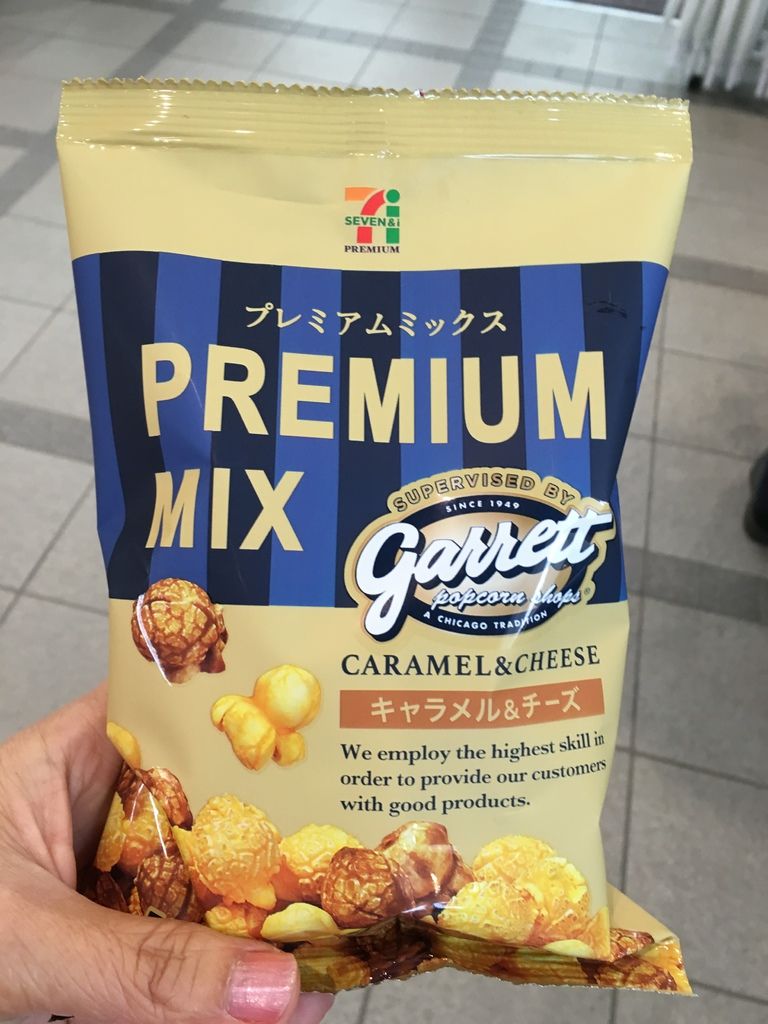 7i
SEVEN&i
PREMIUM
プレミアムミックス
PREMIUM
MIX
SUPERVISED BY
SINCE 1949
Garrett
popcorn shops®
A CHICAGO TRADITION
CARAMEL&CHEESE
キャラメル&チーズ
We employ the highest skill in
order to provide our customers
with good products.